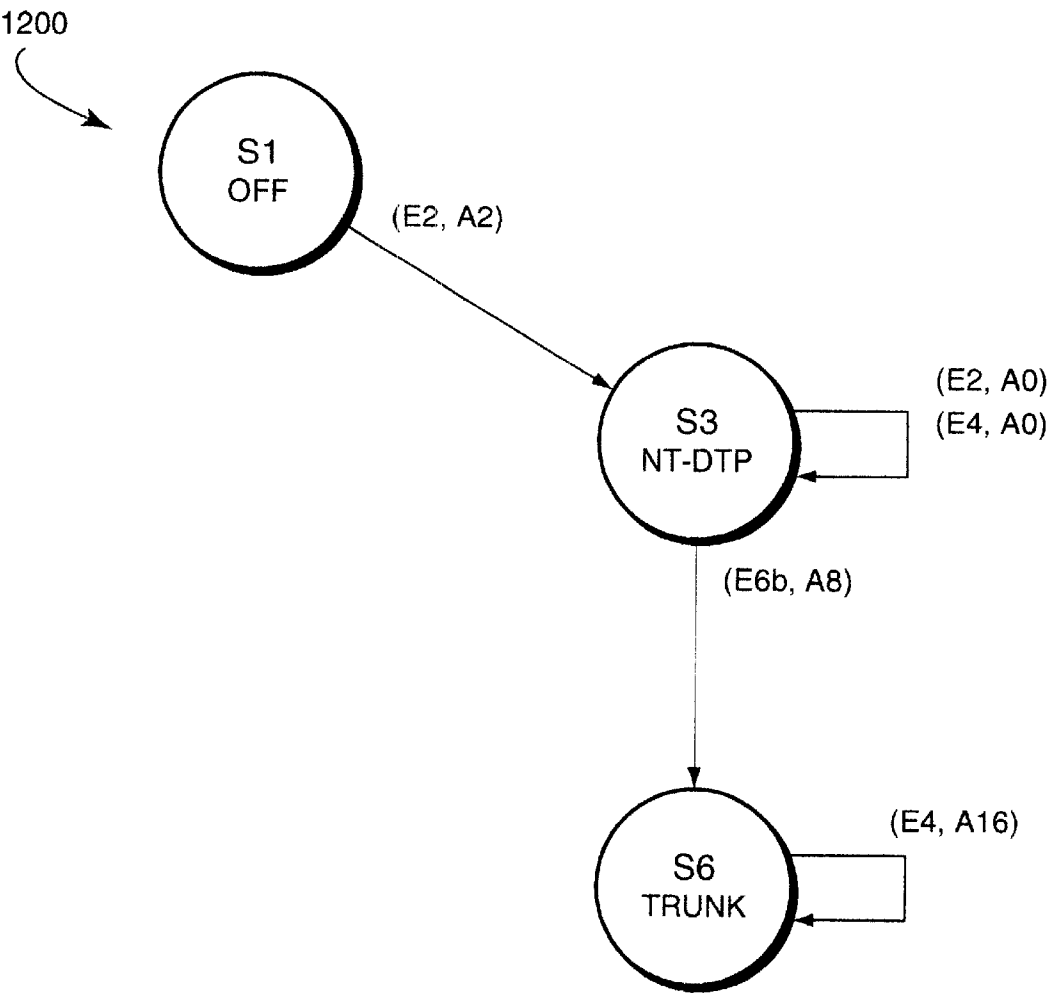 1200
S1
OFF
(E2, A2)
(E2, A0)
(E4, A0)
S3
NT-DTP
(E6b, A8)
(E4, A16)
S6
TRUNK